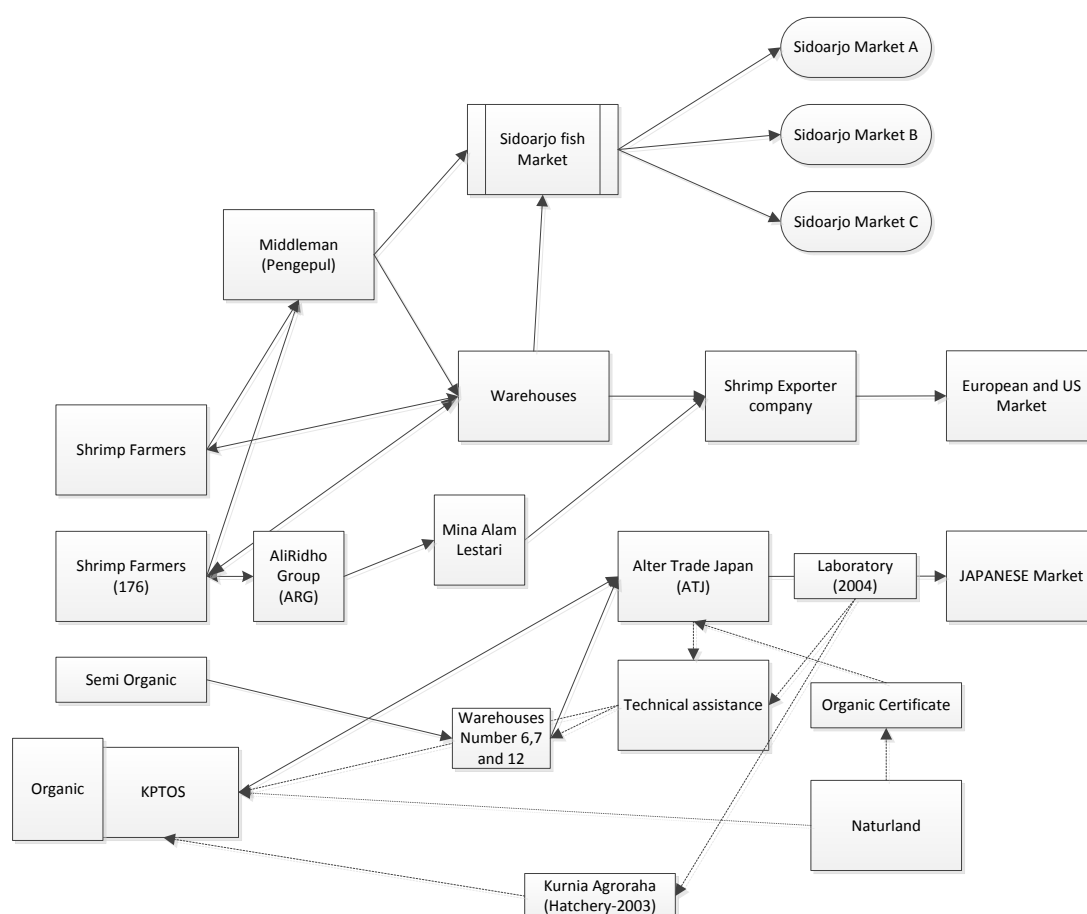 Sidoarjo Market A
Sidoarjo fish
Market
Sidoarjo Market B
Sidoarjo Market C
Middleman
(Pengepul)
Warehouses
Shrimp Exporter
company
European and US
Market
Shrimp Farmers
Mina Alam
Lestari
Shrimp Farmers
(176)
AliRidho
Group
(ARG)
Alter Trade Japan
(ATJ)
Laboratory
(2004)
JAPANESE Market
Semi Organic
Technical assistance
Organic Certificate
Warehouses
Number 6,7
and 12
Organic
KPTOS
Naturland
Kurnia Agroraha
(Hatchery-2003)